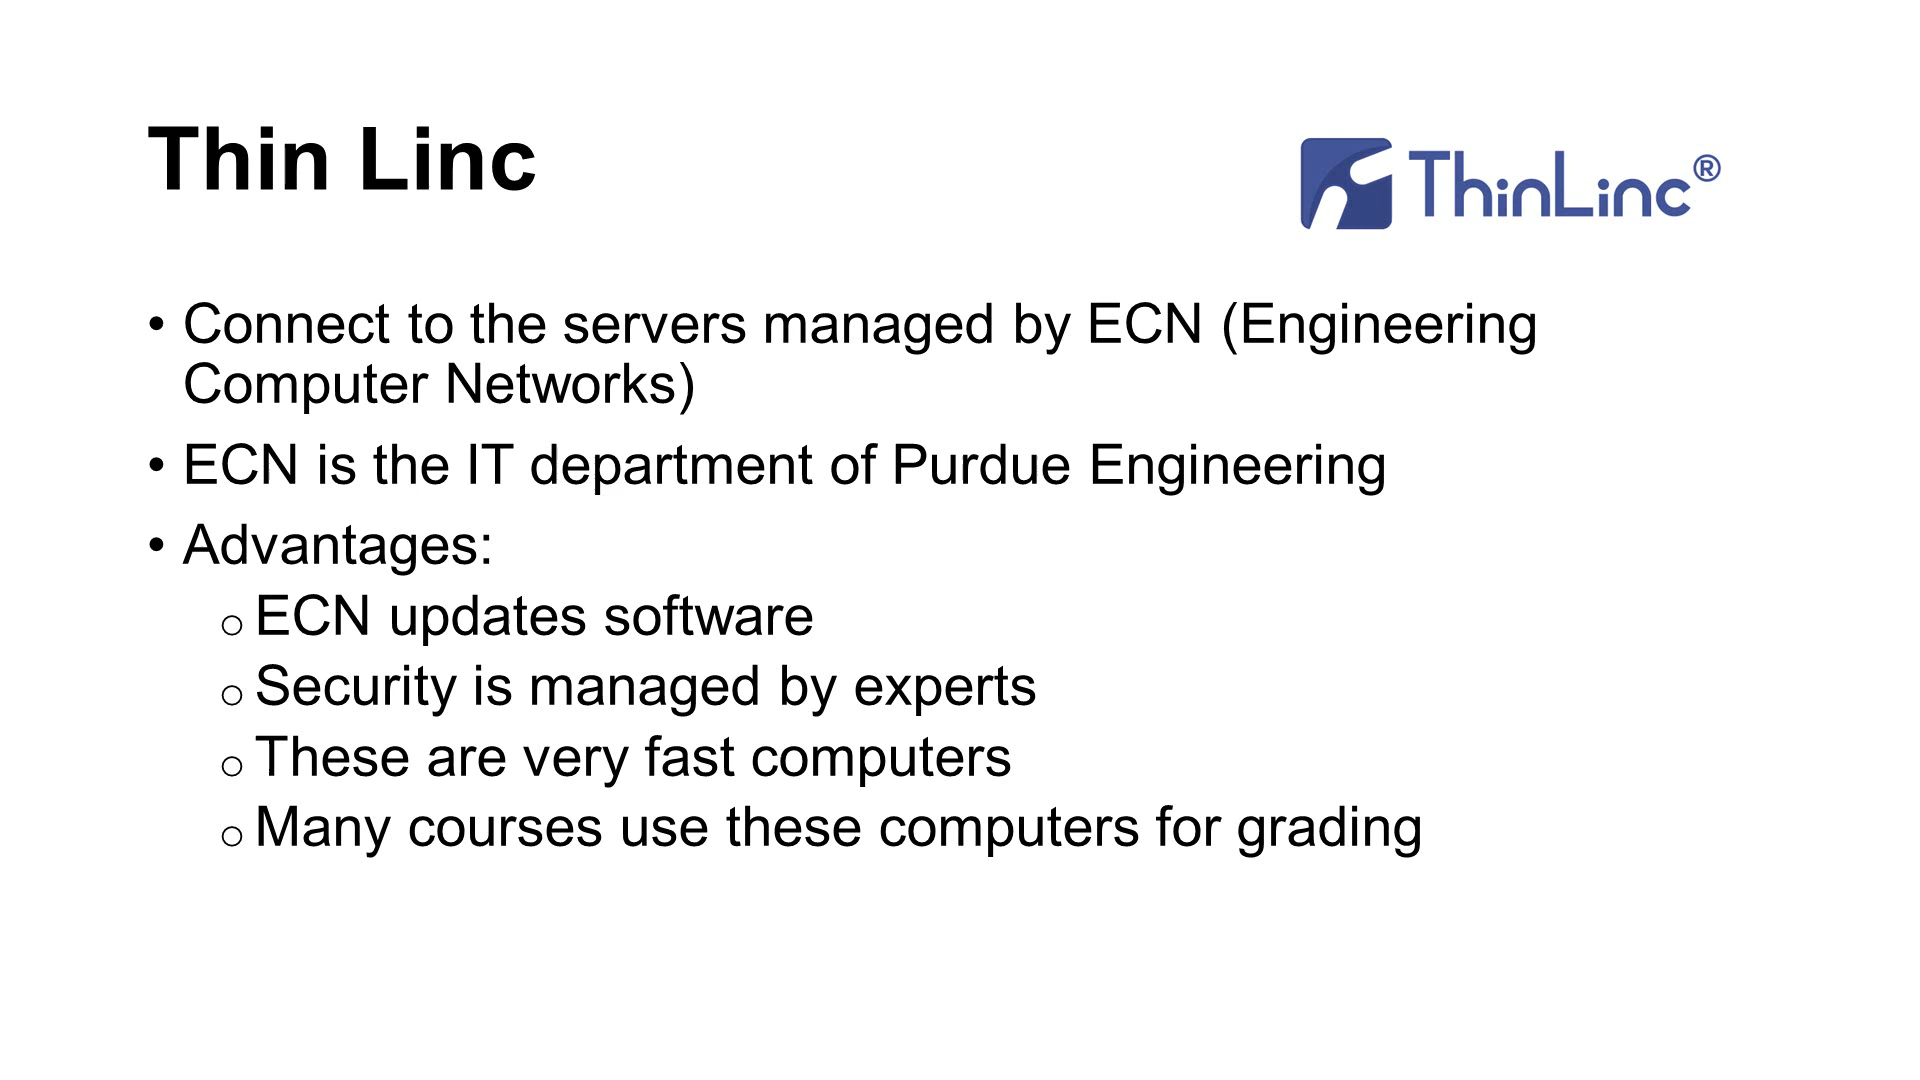 Thin Linc
ThinLinc®
• Connect to the servers managed by ECN (Engineering
Computer Networks)
• ECN is the IT department of Purdue Engineering
• Advantages:
o ECN updates software
o Security is managed by experts
o These are very fast computers
o Many courses use these computers for grading